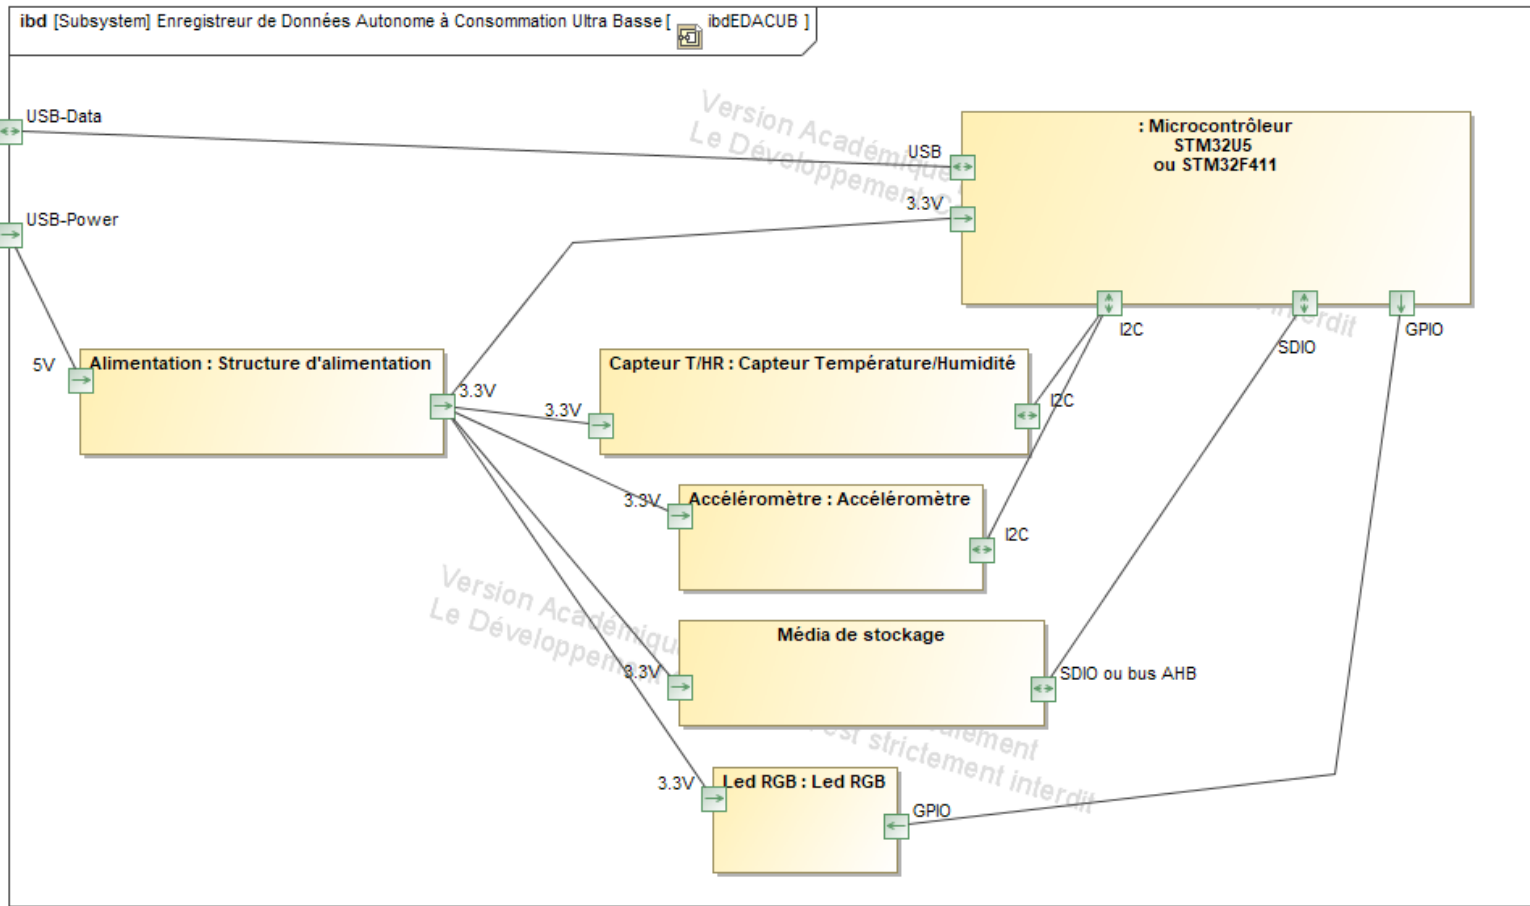 ibd [Subsystem] Enregistreur de Données Autonome à Consommation Ultra Basse [ ibdEDACUB ]
USB-Data
Version Académique
Le Développement C
: Microcontrôleur
STM32U5
ou STM32F411
USB
3.3V
USB-Power
I2C
SDIO
GPIO
interdit
5V
Alimentation : Structure d'alimentation
3.3V
Capteur T/HR : Capteur Température/Humidité
3.3V
I2C
Accéléromètre : Accéléromètre
3.3V
I2C
Version Académiqu
Le Développement
Média de stockage
3.3V
SDIO ou bus AHB
est strictement interdit
Led RGB : Led RGB
3.3V
GPIO